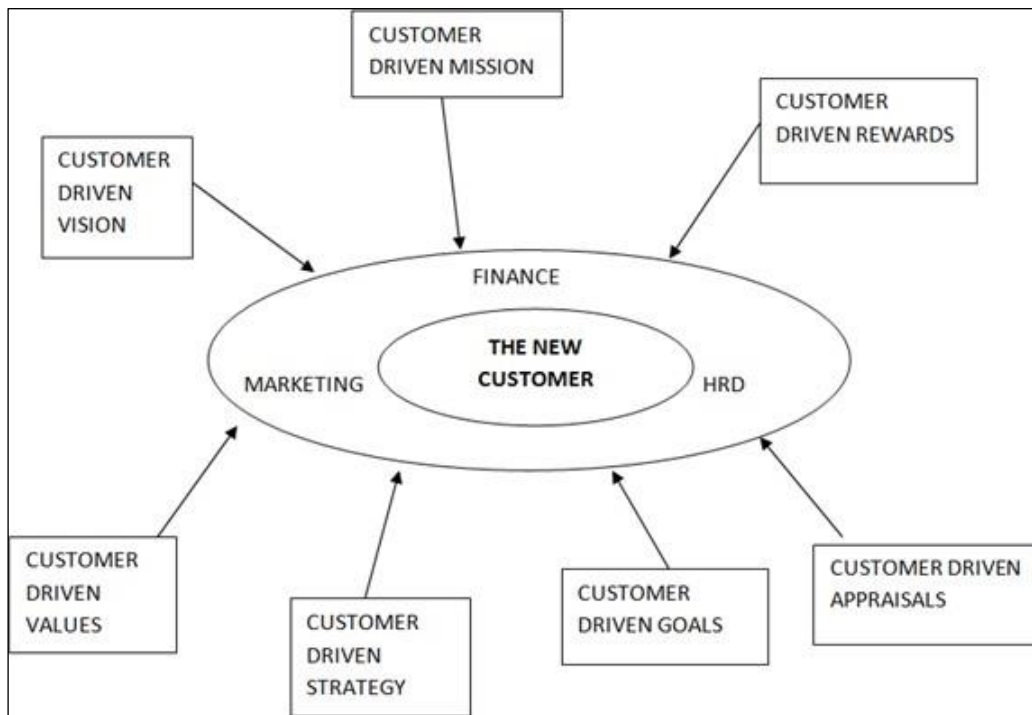 CUSTOMER
DRIVEN MISSION
CUSTOMER
DRIVEN REWARDS
CUSTOMER
DRIVEN
VISION
FINANCE
THE NEW
CUSTOMER
MARKETING
HRD
CUSTOMER
DRIVEN
VALUES
CUSTOMER
DRIVEN
STRATEGY
CUSTOMER
DRIVEN GOALS
CUSTOMER DRIVEN
APPRAISALS